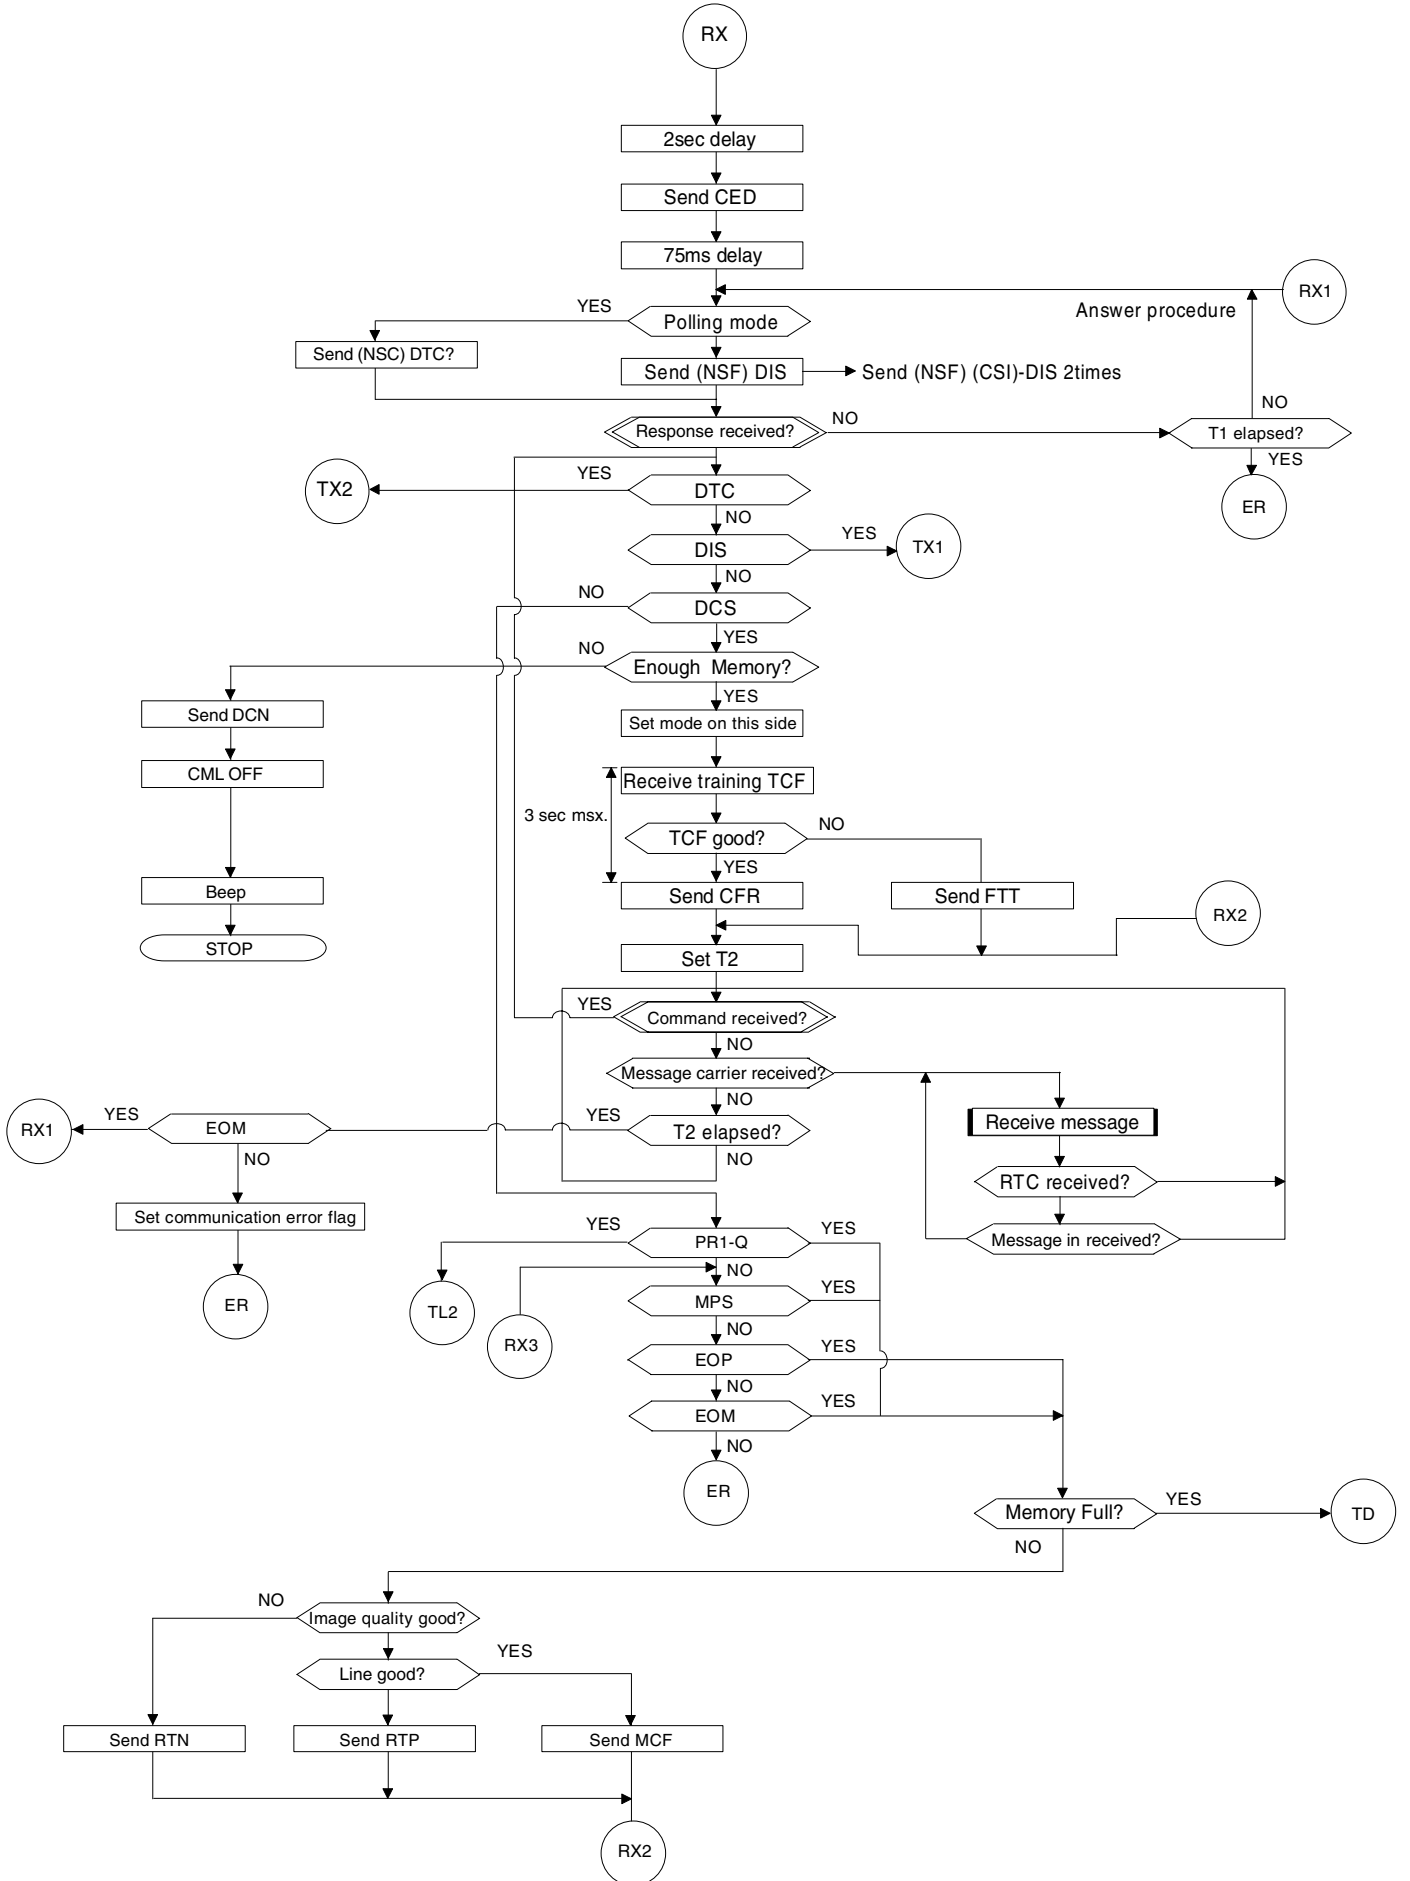 RX
2sec delay
Send CED
75ms delay
RX1
Answer procedure
YES
Polling mode
Send (NSC) DTC?
Send (NSF) DIS
Send (NSF) (CSI)-DIS 2times
NO
Response received?
NO
T1 elapsed?
YES
ER
YES
TX2
DTC
NO
YES
TX1
DIS
NO
NO
DCS
YES
NO
Enough Memory?
YES
Send DCN
Set mode on this side
CML OFF
Receive training TCF
3 sec msx.
NO
TCF good?
YES
Beep
Send CFR
Send FTT
RX2
STOP
Set T2
YES
Command received?
NO
Message carrier received?
NO
YES
RX1
EOM
YES
T2 elapsed?
Receive message
NO
NO
RTC received?
Set communication error flag
YES
PR1-Q
YES
Message in received?
NO
ER
TL2
MPS
YES
NO
RX3
EOP
YES
NO
EOM
YES
NO
ER
Memory Full?
YES
TD
NO
NO
Image quality good?
YES
Line good?
Send RTN
Send RTP
Send MCF
RX2